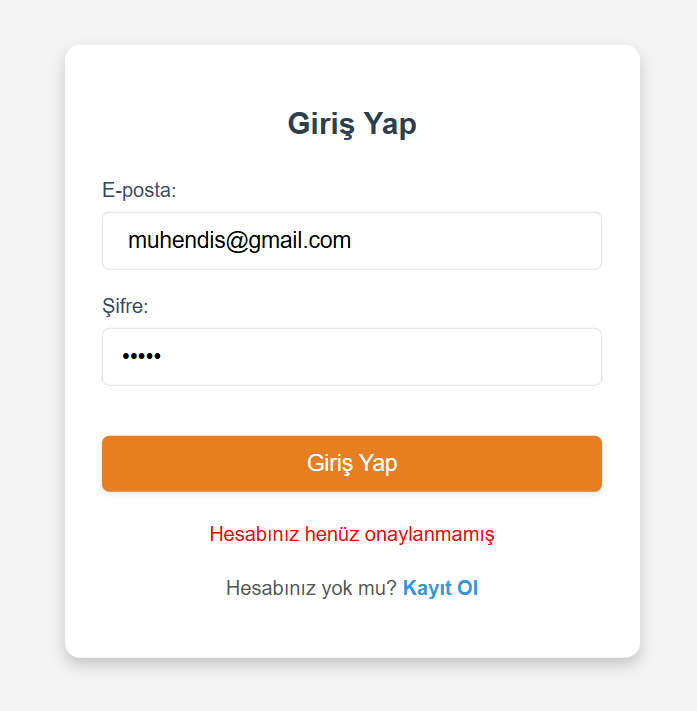 Giriş Yap
E-posta:
muhendis@gmail.com
Şifre:
•••••
Giriş Yap
Hesabınız henüz onaylanmamış
Hesabınız yok mu? Kayıt Ol